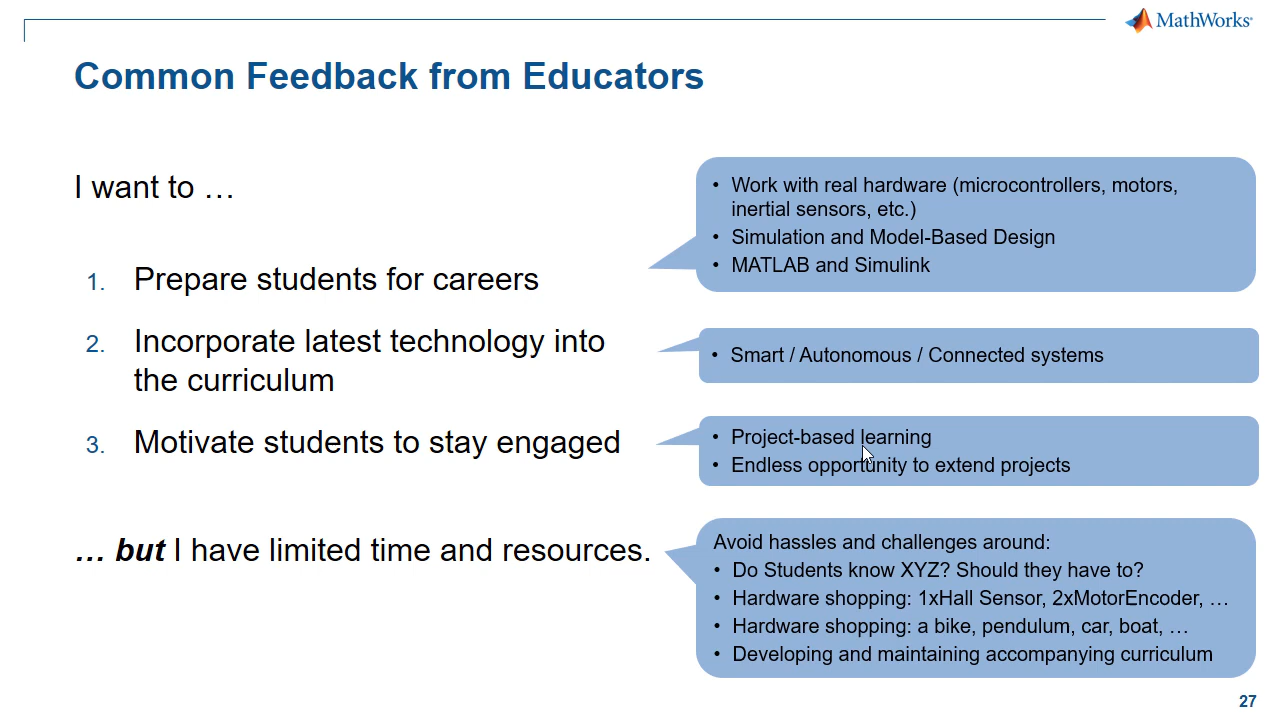 MathWorks
Common Feedback from Educators
I want to …
1. Prepare students for careers
2. Incorporate latest technology into
the curriculum
3. Motivate students to stay engaged
… but I have limited time and resources.
• Work with real hardware (microcontrollers, motors,
inertial sensors, etc.)
• Simulation and Model-Based Design
• MATLAB and Simulink
• Smart / Autonomous / Connected systems
• Project-based learning
• Endless opportunity to extend projects
Avoid hassles and challenges around:
• Do Students know XYZ? Should they have to?
• Hardware shopping: 1xHall Sensor, 2xMotorEncoder, …
• Hardware shopping: a bike, pendulum, car, boat, …
• Developing and maintaining accompanying curriculum
27